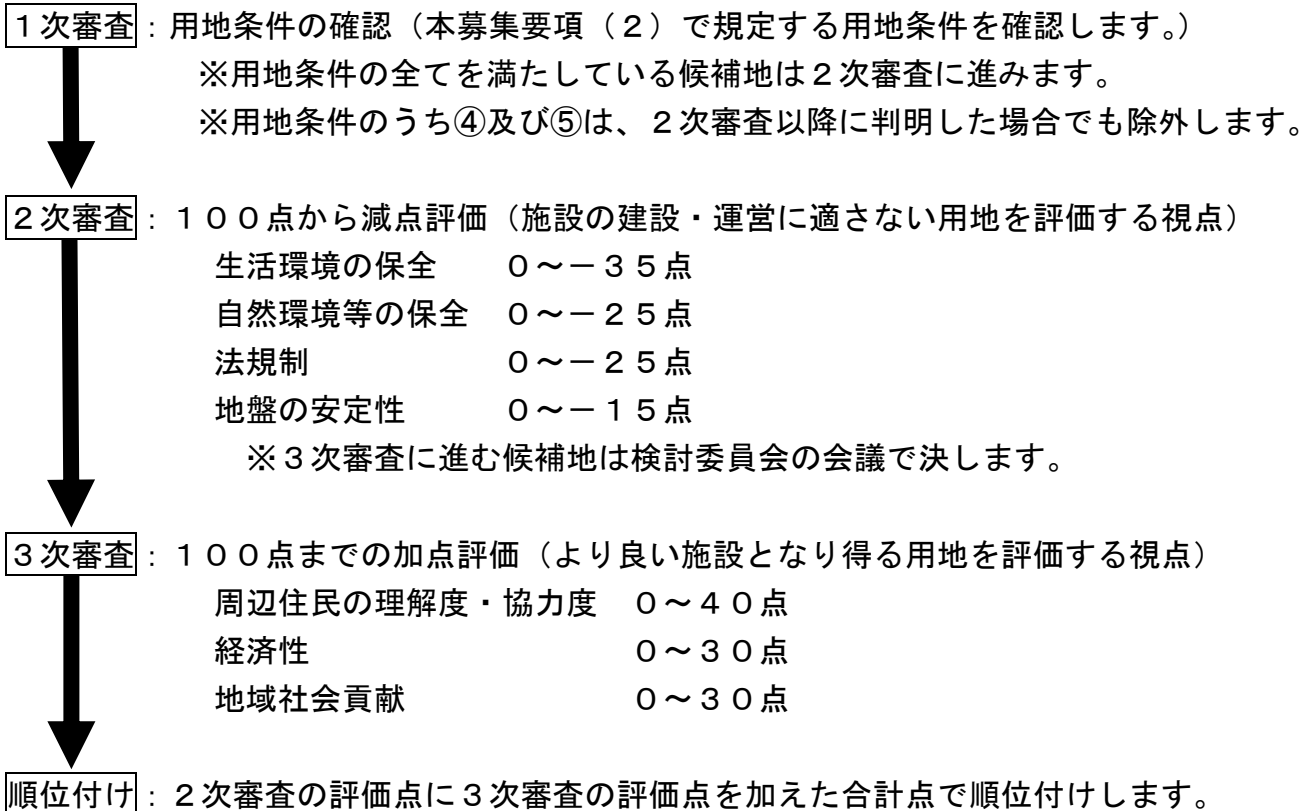 １次審査：用地条件の確認（本募集要項（２）で規定する用地条件を確認します。）
※用地条件の全てを満たしている候補地は２次審査に進みます。
※用地条件のうち④及び⑤は、２次審査以降に判明した場合でも除外します。
２次審査：１００点から減点評価（施設の建設・運営に適さない用地を評価する視点）
生活環境の保全　０～－３５点
自然環境等の保全　０～－２５点
法規制　０～－２５点
地盤の安定性　０～－１５点
※３次審査に進む候補地は検討委員会の会議で決します。
３次審査：１００点までの加点評価（より良い施設となり得る用地を評価する視点）
周辺住民の理解度・協力度　０～４０点
経済性　０～３０点
地域社会貢献　０～３０点
順位付け：２次審査の評価点に３次審査の評価点を加えた合計点で順位付けします。